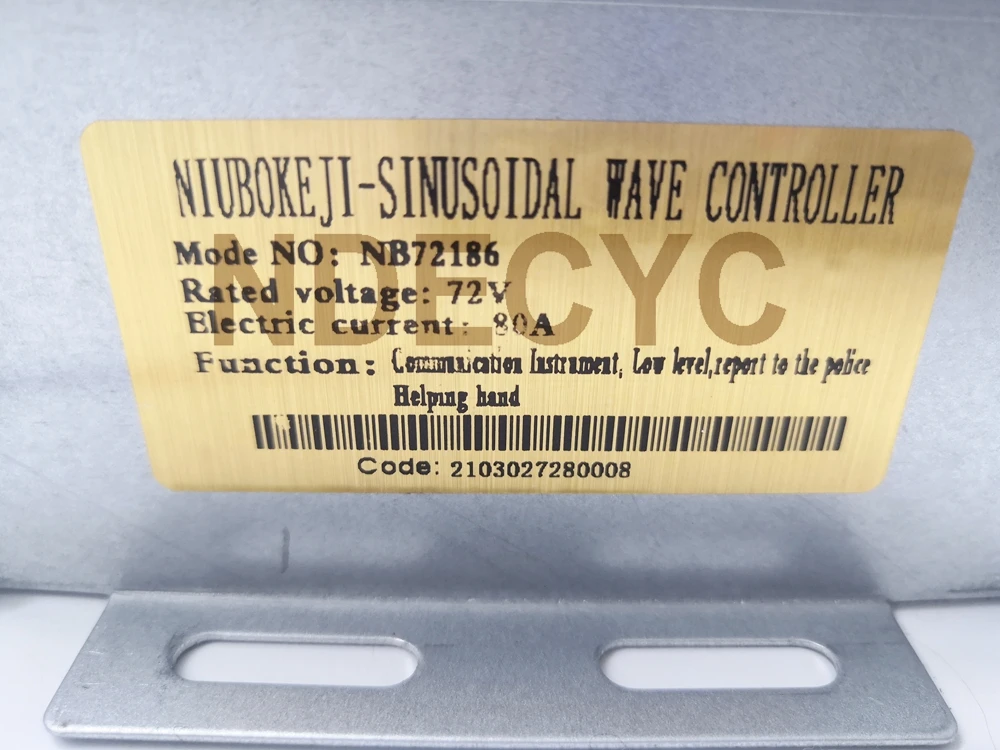 NIUBOKEJI-SINUSOIDAL WAVE CONTROLLER
Mode NO: NB72186
NDECYC
Rated voltage: 72V
Electric current: 80A
Function: Communication Instrument, Low level,report to the police
Helping hand
Code: 2103027280008